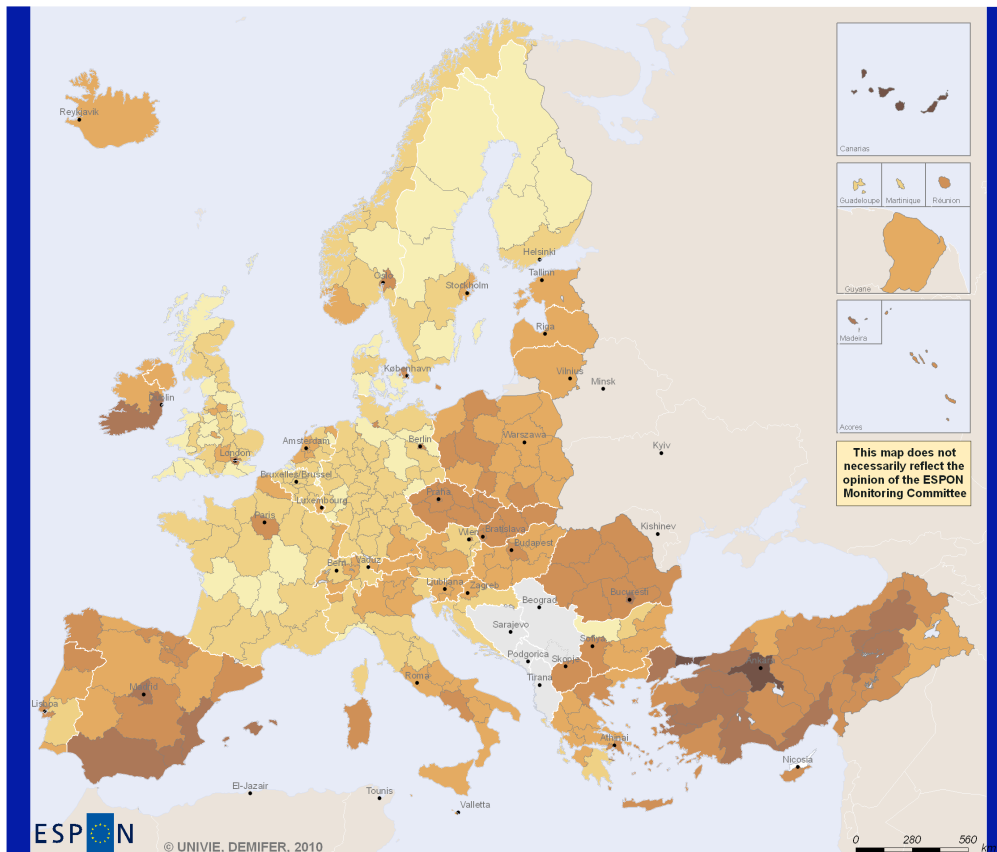 Reykjavik
Canarias
Guadeloupe
Martinique
Réunion
Helsinki
Oslo
Tallinn
Stockholm
Guyane
Riga
Madeira
København
Vilnius
Minsk
Dublin
Acores
Amsterdam
Berlin
Warszawa
This map does not
necessarily reflect the
opinion of the ESPON
Monitoring Committee
London
Kyiv
Bruxelles/Brussel
Praha
Luxembourg
Paris
Kishinev
Wien
Bratislava
Budapest
Bern
Vaduz
Ljubljana
Zagreb
Beograd
Bucuresti
Sarajevo
Sofiya
Podgorica
Skopje
Ankara
Roma
Tirana
Madrid
Lisboa
Athinai
Nicosia
El-Jazair
Tounis
Valletta
ESPON
© UNIVIE, DEMIFER, 2010
0 280 560